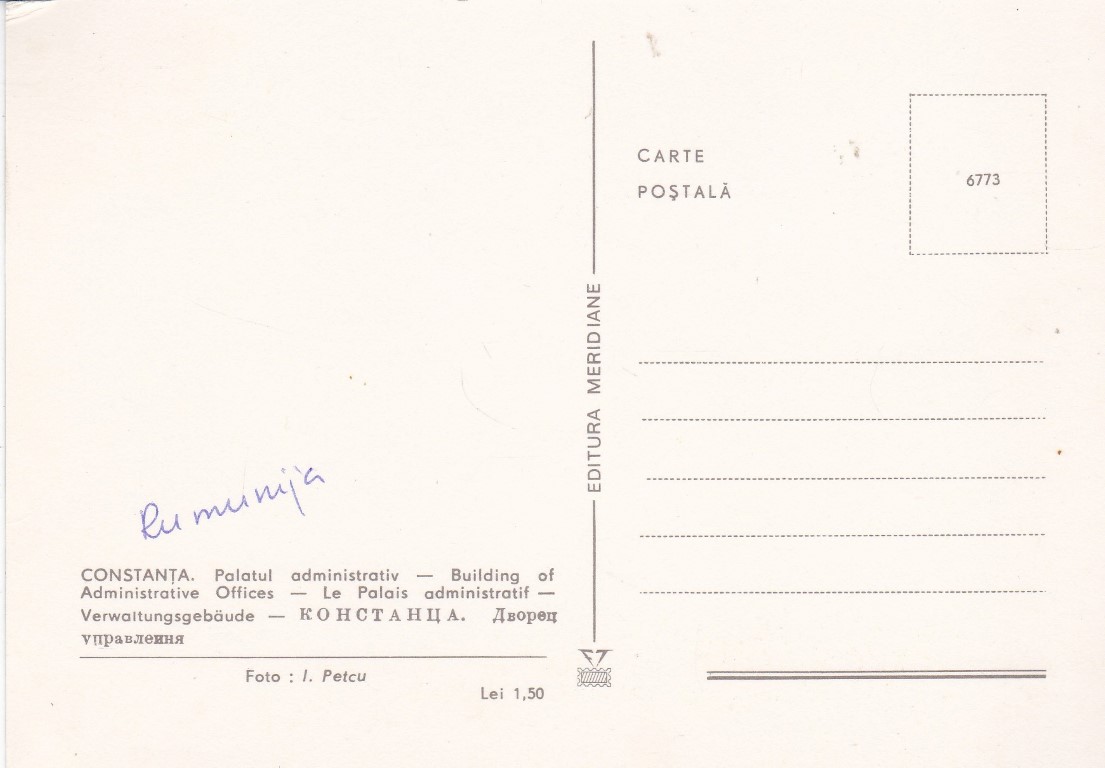 Rumunija
CONSTANȚA. Palatul administrativ — Building of
Administrative Offices — Le Palais administratif —
Verwaltungsgebäude — КОНСТАНЦА. Дворец
управления
Foto : I. Petcu
Lei 1,50
EDITURA MERIDIANE
CARTE
POȘTALĂ
6773